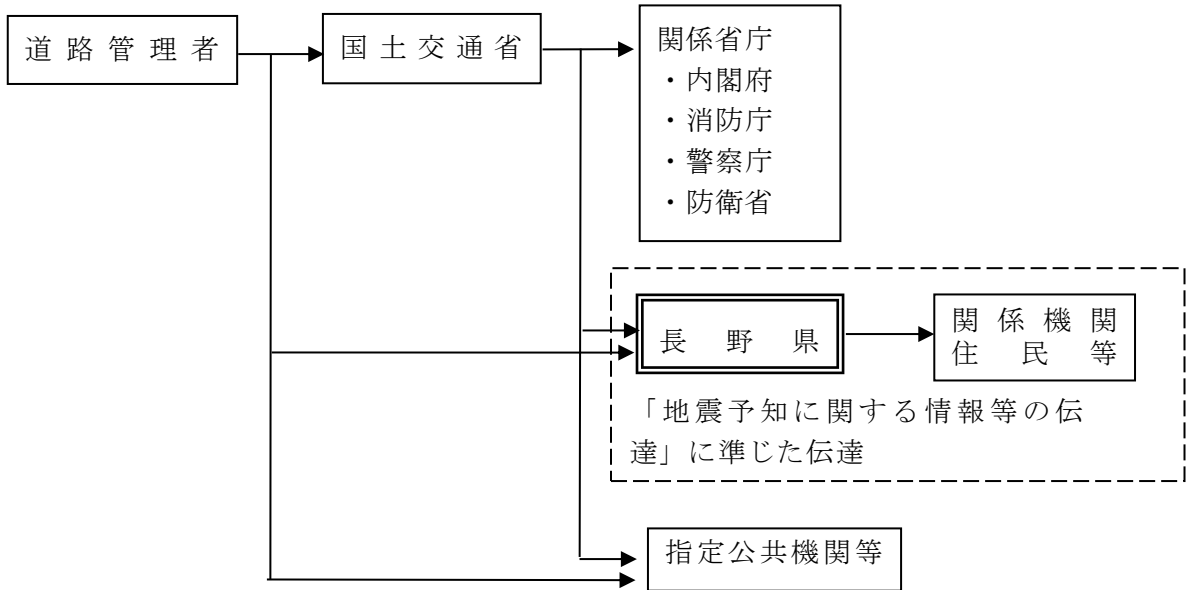 道路管理者
国土交通省
関係省庁
・内閣府
・消防庁
・警察庁
・防衛省
長野県
関係機関
住民等
「地震予知に関する情報等の伝
達」に準じた伝達
指定公共機関等